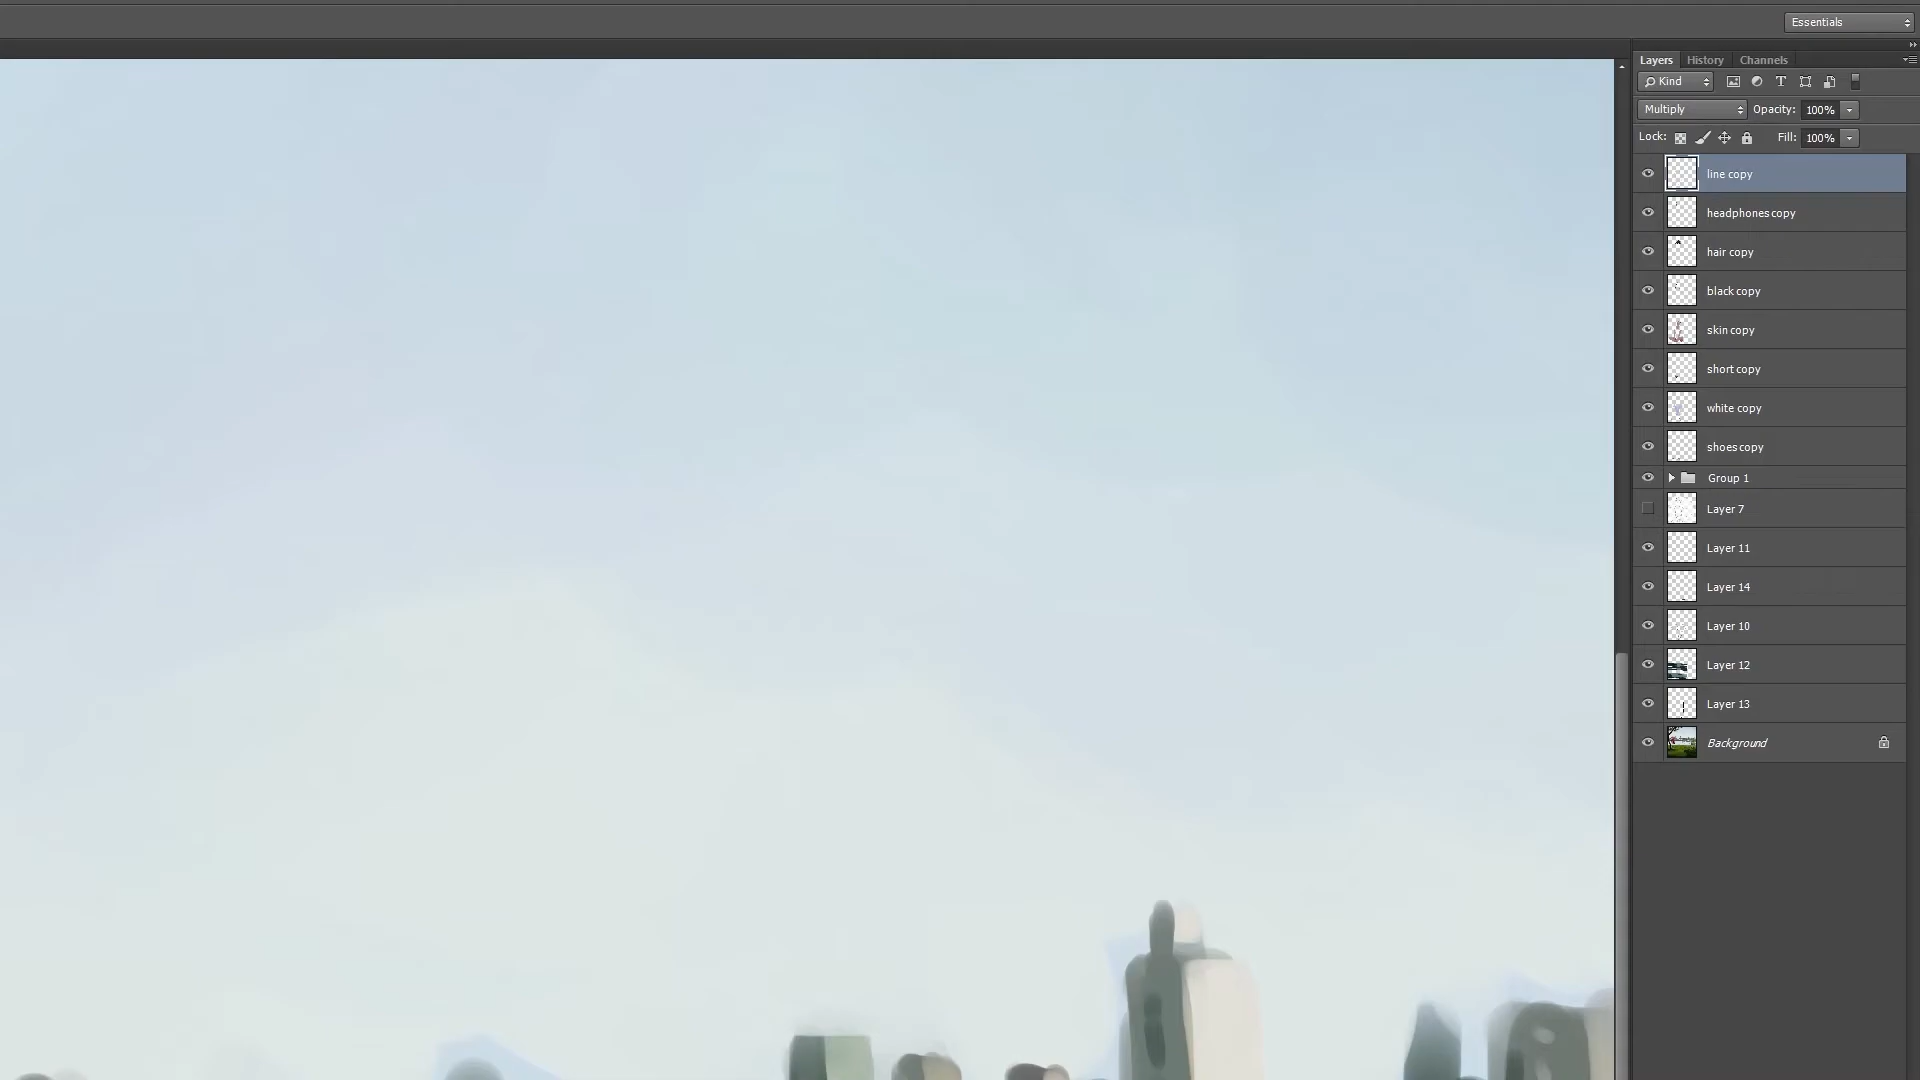 Essentials
Layers History Channels
Kind
Multiply Opacity: 100%
Lock: Fill: 100%
line copy
headphones copy
hair copy
black copy
skin copy
short copy
white copy
shoes copy
Group 1
Layer 7
Layer 11
Layer 14
Layer 10
Layer 12
Layer 13
Background